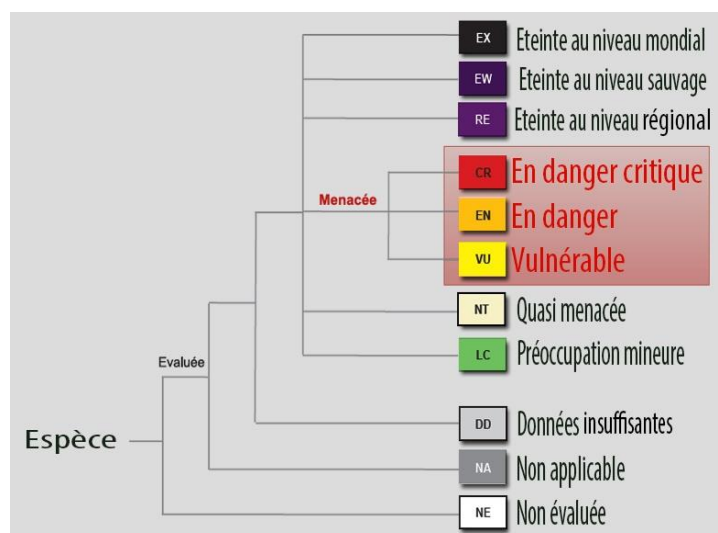 EX Eteinte au niveau mondial
EW Eteinte au niveau sauvage
RE Eteinte au niveau régional
CR En danger critique
Menacée
EN En danger
VU Vulnérable
NT Quasi menacée
LC Préoccupation mineure
Evaluée
DD Données insuffisantes
Espèce
NA Non applicable
NE Non évaluée